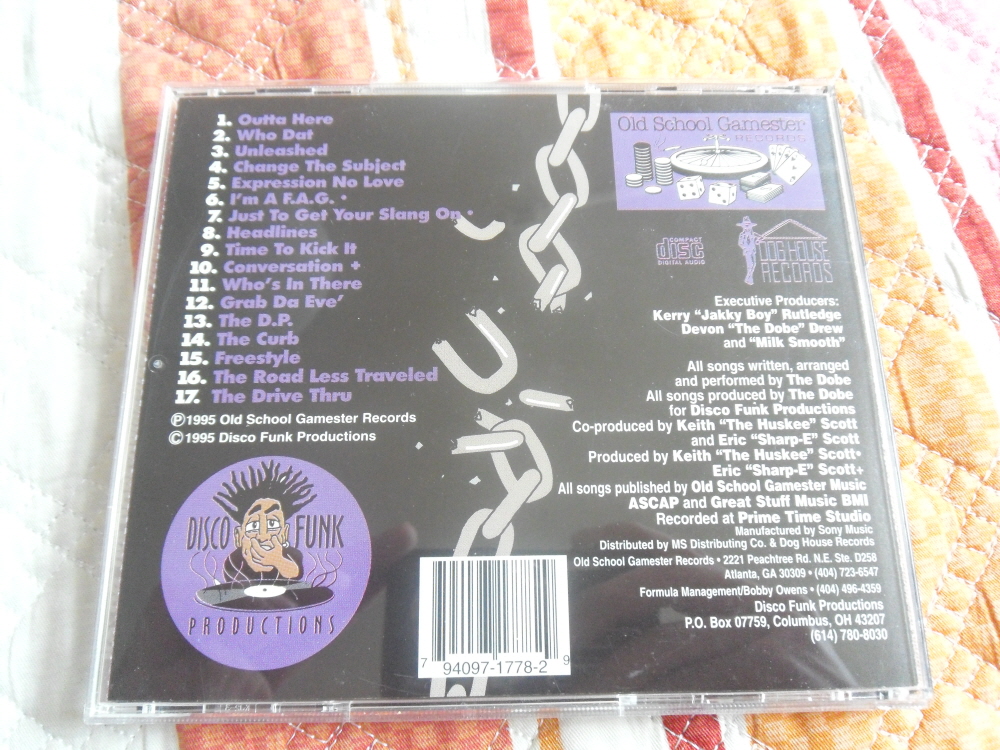 1. Outta Here
2. Who Dat
3. Unleashed
4. Change The Subject
5. Expression No Love
6. I'm A F.A.G. •
7. Just To Get Your Slang On •
8. Headlines
9. Time To Kick It
10. Conversation +
11. Who's In There
12. Grab Da Eve'
13. The D.P.
14. The Curb
15. Freestyle
16. The Road Less Traveled
17. The Drive Thru
℗1995 Old School Gamester Records
©1995 Disco Funk Productions
DISCO FUNK
PRODUCTIONS
Old School Gamester
RECORDS
COMPACT
disc
DIGITAL AUDIO
DOGHOUSE
RECORDS
Executive Producers:
Kerry "Jakky Boy" Rutledge
Devon "The Dobe" Drew
and "Milk Smooth"
All songs written, arranged
and performed by The Dobe
All songs produced by The Dobe
for Disco Funk Productions
Co-produced by Keith "The Huskee" Scott
and Eric "Sharp-E" Scott
Produced by Keith "The Huskee" Scott•
Eric "Sharp-E" Scott+
All songs published by Old School Gamester Music
ASCAP and Great Stuff Music BMI
Recorded at Prime Time Studio
Manufactured by Sony Music
Distributed by MS Distributing Co. & Dog House Records
Old School Gamester Records • 2221 Peachtree Rd. N.E. Ste. D258
Atlanta, GA 30309 • (404) 723-6547
Formula Management/Bobby Owens • (404) 496-4359
Disco Funk Productions
P.O. Box 07759, Columbus, OH 43207
(614) 780-8030
7 94097-1778-2 9